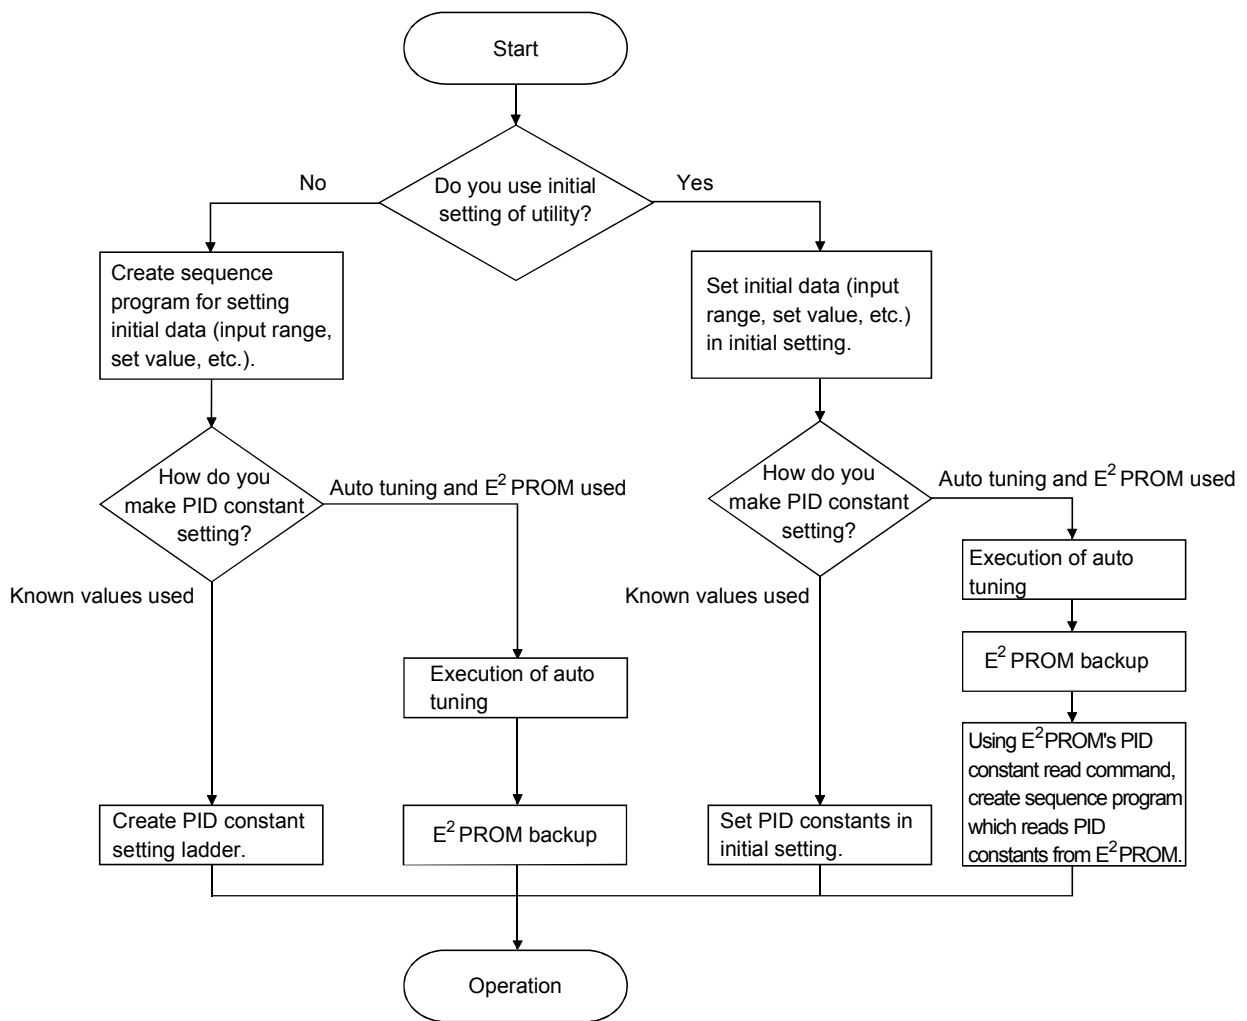 Start
Do you use initial
setting of utility?
No
Yes
Create sequence
program for setting
initial data (input range,
set value, etc.).
Set initial data (input
range, set value, etc.)
in initial setting.
How do you
make PID constant
setting?
Auto tuning and E² PROM used
Known values used
Execution of auto
tuning
E² PROM backup
Create PID constant
setting ladder.
How do you
make PID constant
setting?
Auto tuning and E² PROM used
Known values used
Execution of auto
tuning
E² PROM backup
Using E²PROM's PID
constant read command,
create sequence program
which reads PID
constants from E²PROM.
Set PID constants in
initial setting.
Operation